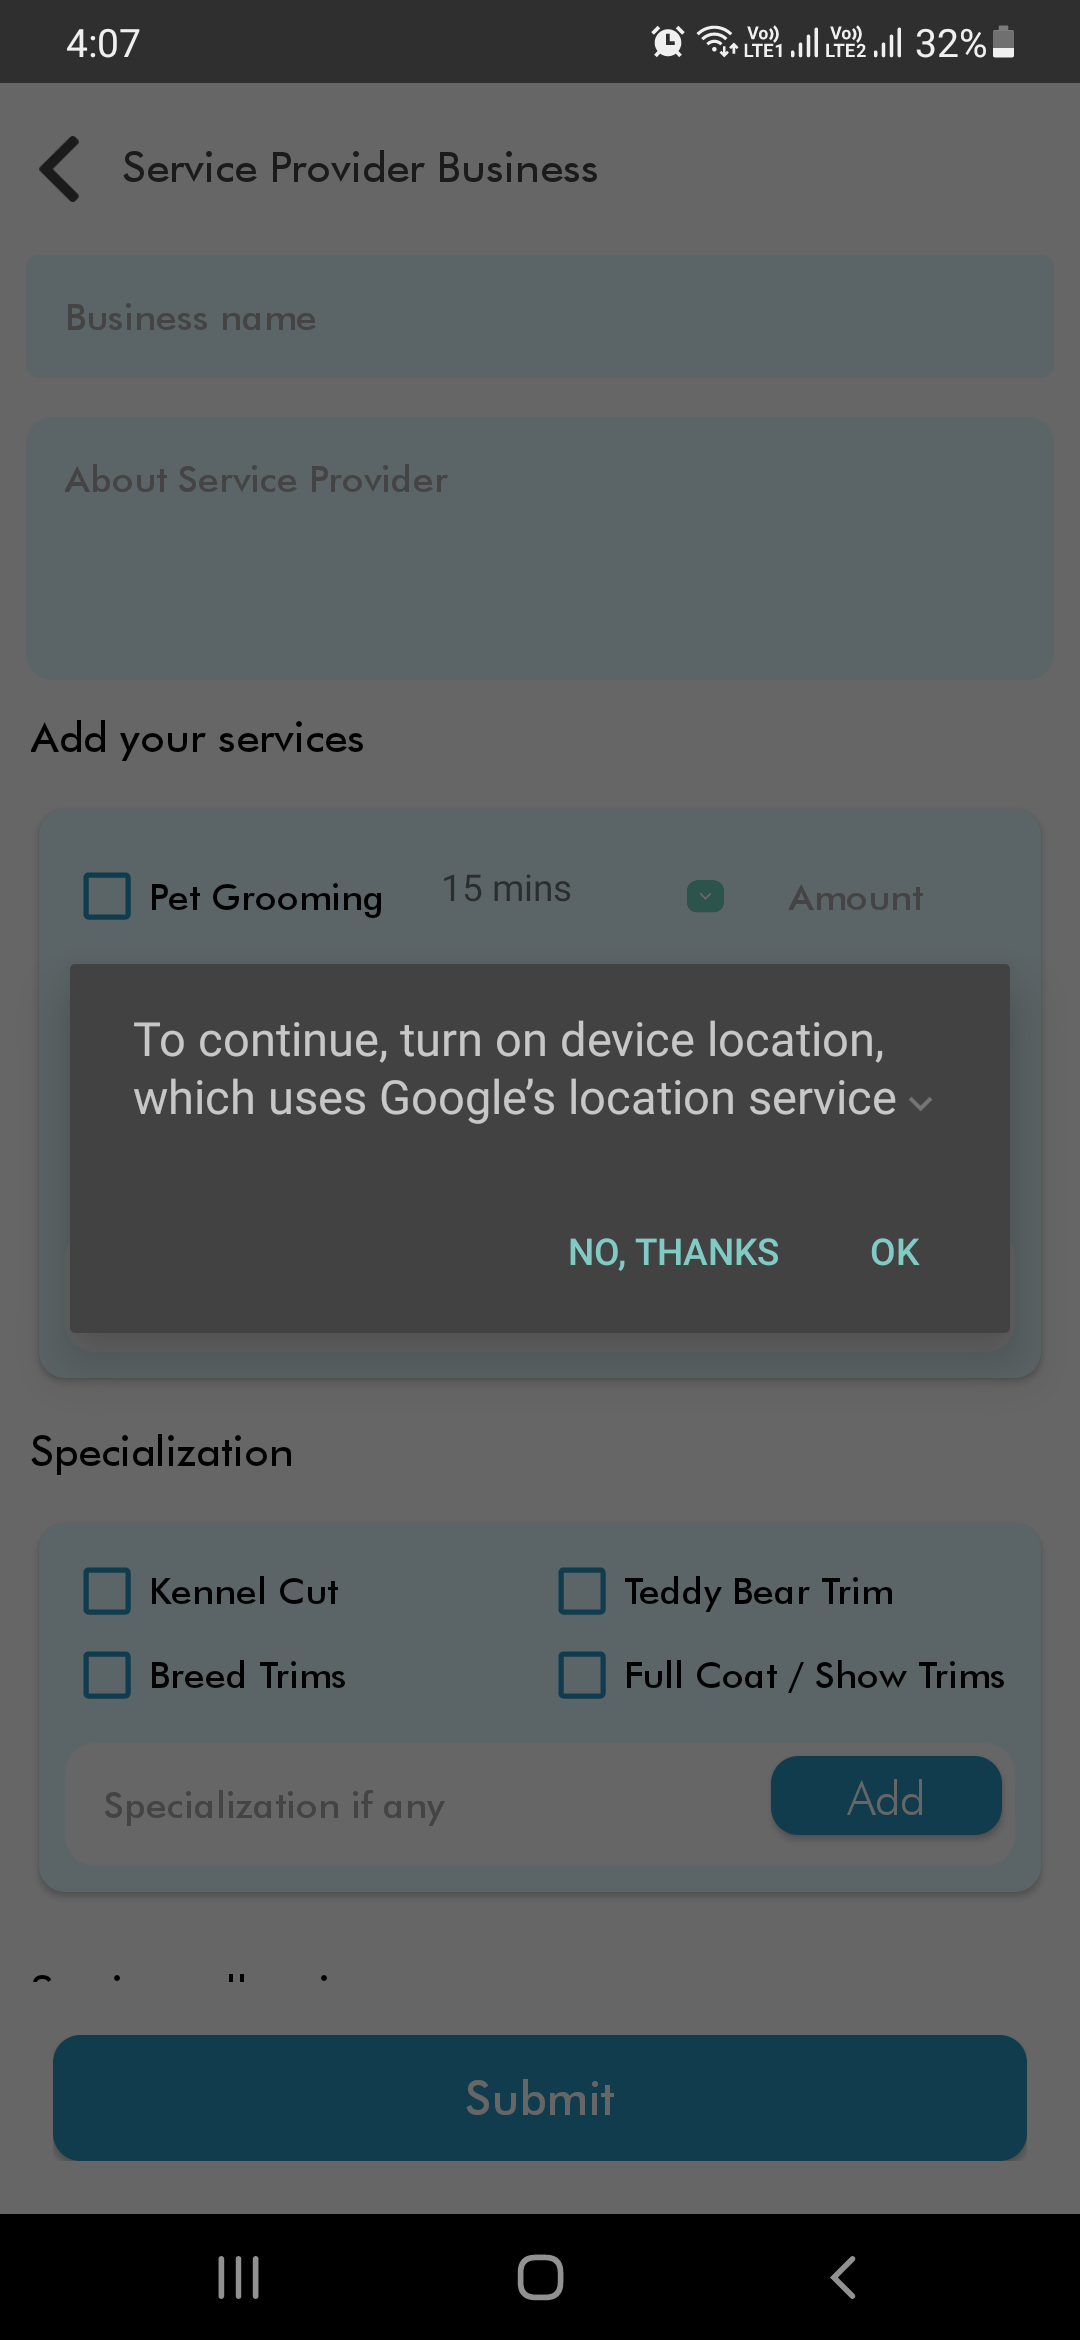 4:07
Vo)) LTE1 Vo)) LTE2 32%
Service Provider Business
Business name
About Service Provider
Add your services
Pet Grooming 15 mins Amount
To continue, turn on device location,
which uses Google’s location service
NO, THANKS OK
Specialization
Kennel Cut Teddy Bear Trim
Breed Trims Full Coat / Show Trims
Specialization if any Add
Submit